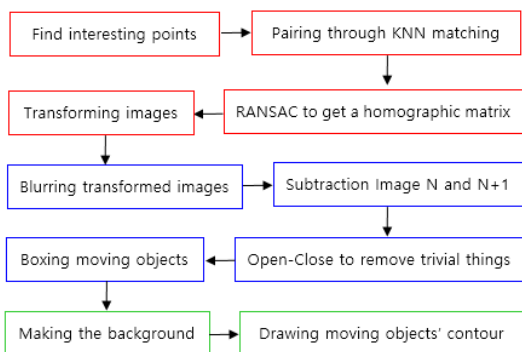 Find interesting points
Pairing through KNN matching
RANSAC to get a homographic matrix
Transforming images
Blurring transformed images
Subtraction Image N and N+1
Open-Close to remove trivial things
Boxing moving objects
Making the background
Drawing moving objects' contour